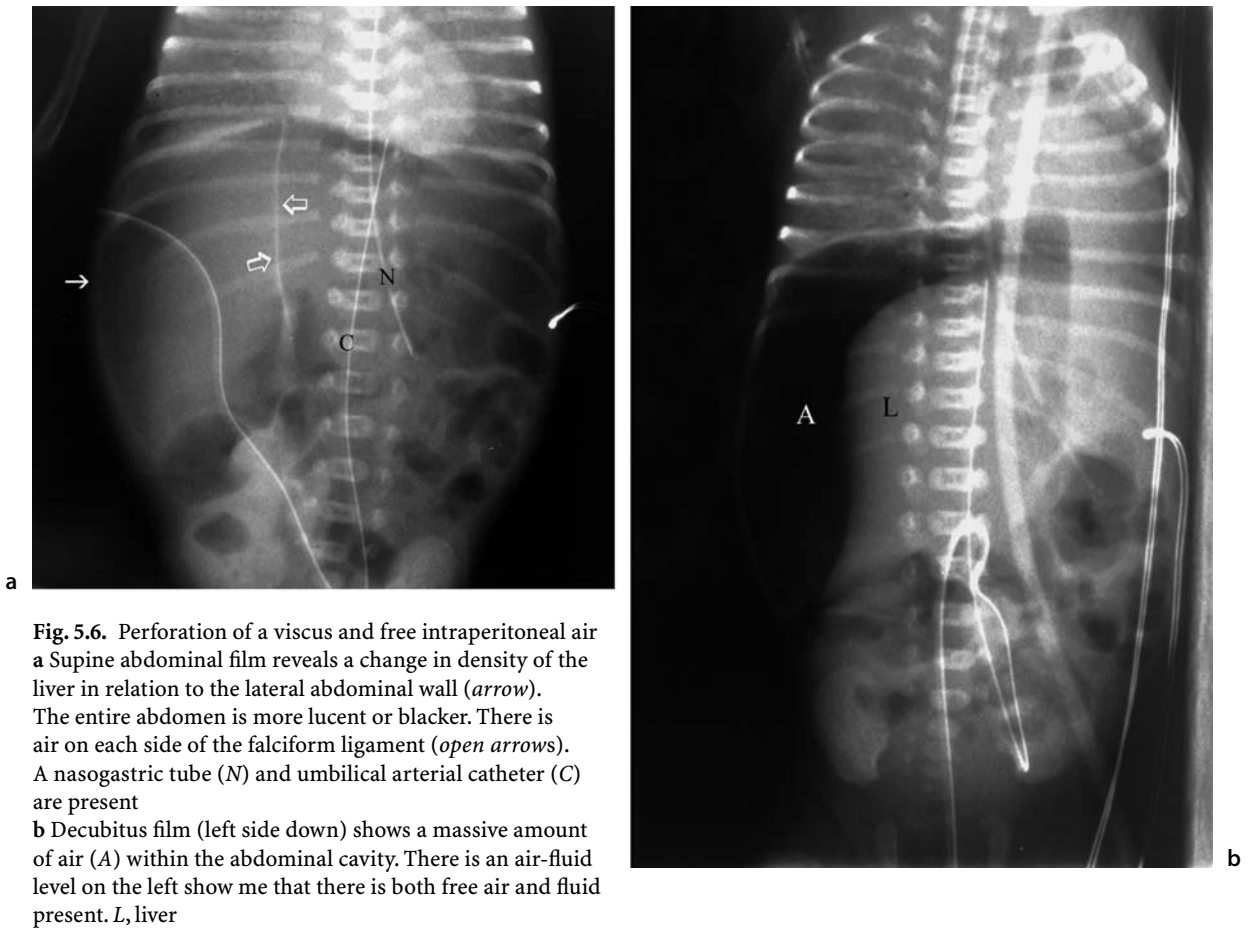 N
C
a
A
L
b
Fig. 5.6. Perforation of a viscus and free intraperitoneal air
a Supine abdominal film reveals a change in density of the
liver in relation to the lateral abdominal wall (arrow).
The entire abdomen is more lucent or blacker. There is
air on each side of the falciform ligament (open arrows).
A nasogastric tube (N) and umbilical arterial catheter (C)
are present
b Decubitus film (left side down) shows a massive amount
of air (A) within the abdominal cavity. There is an air-fluid
level on the left show me that there is both free air and fluid
present. L, liver